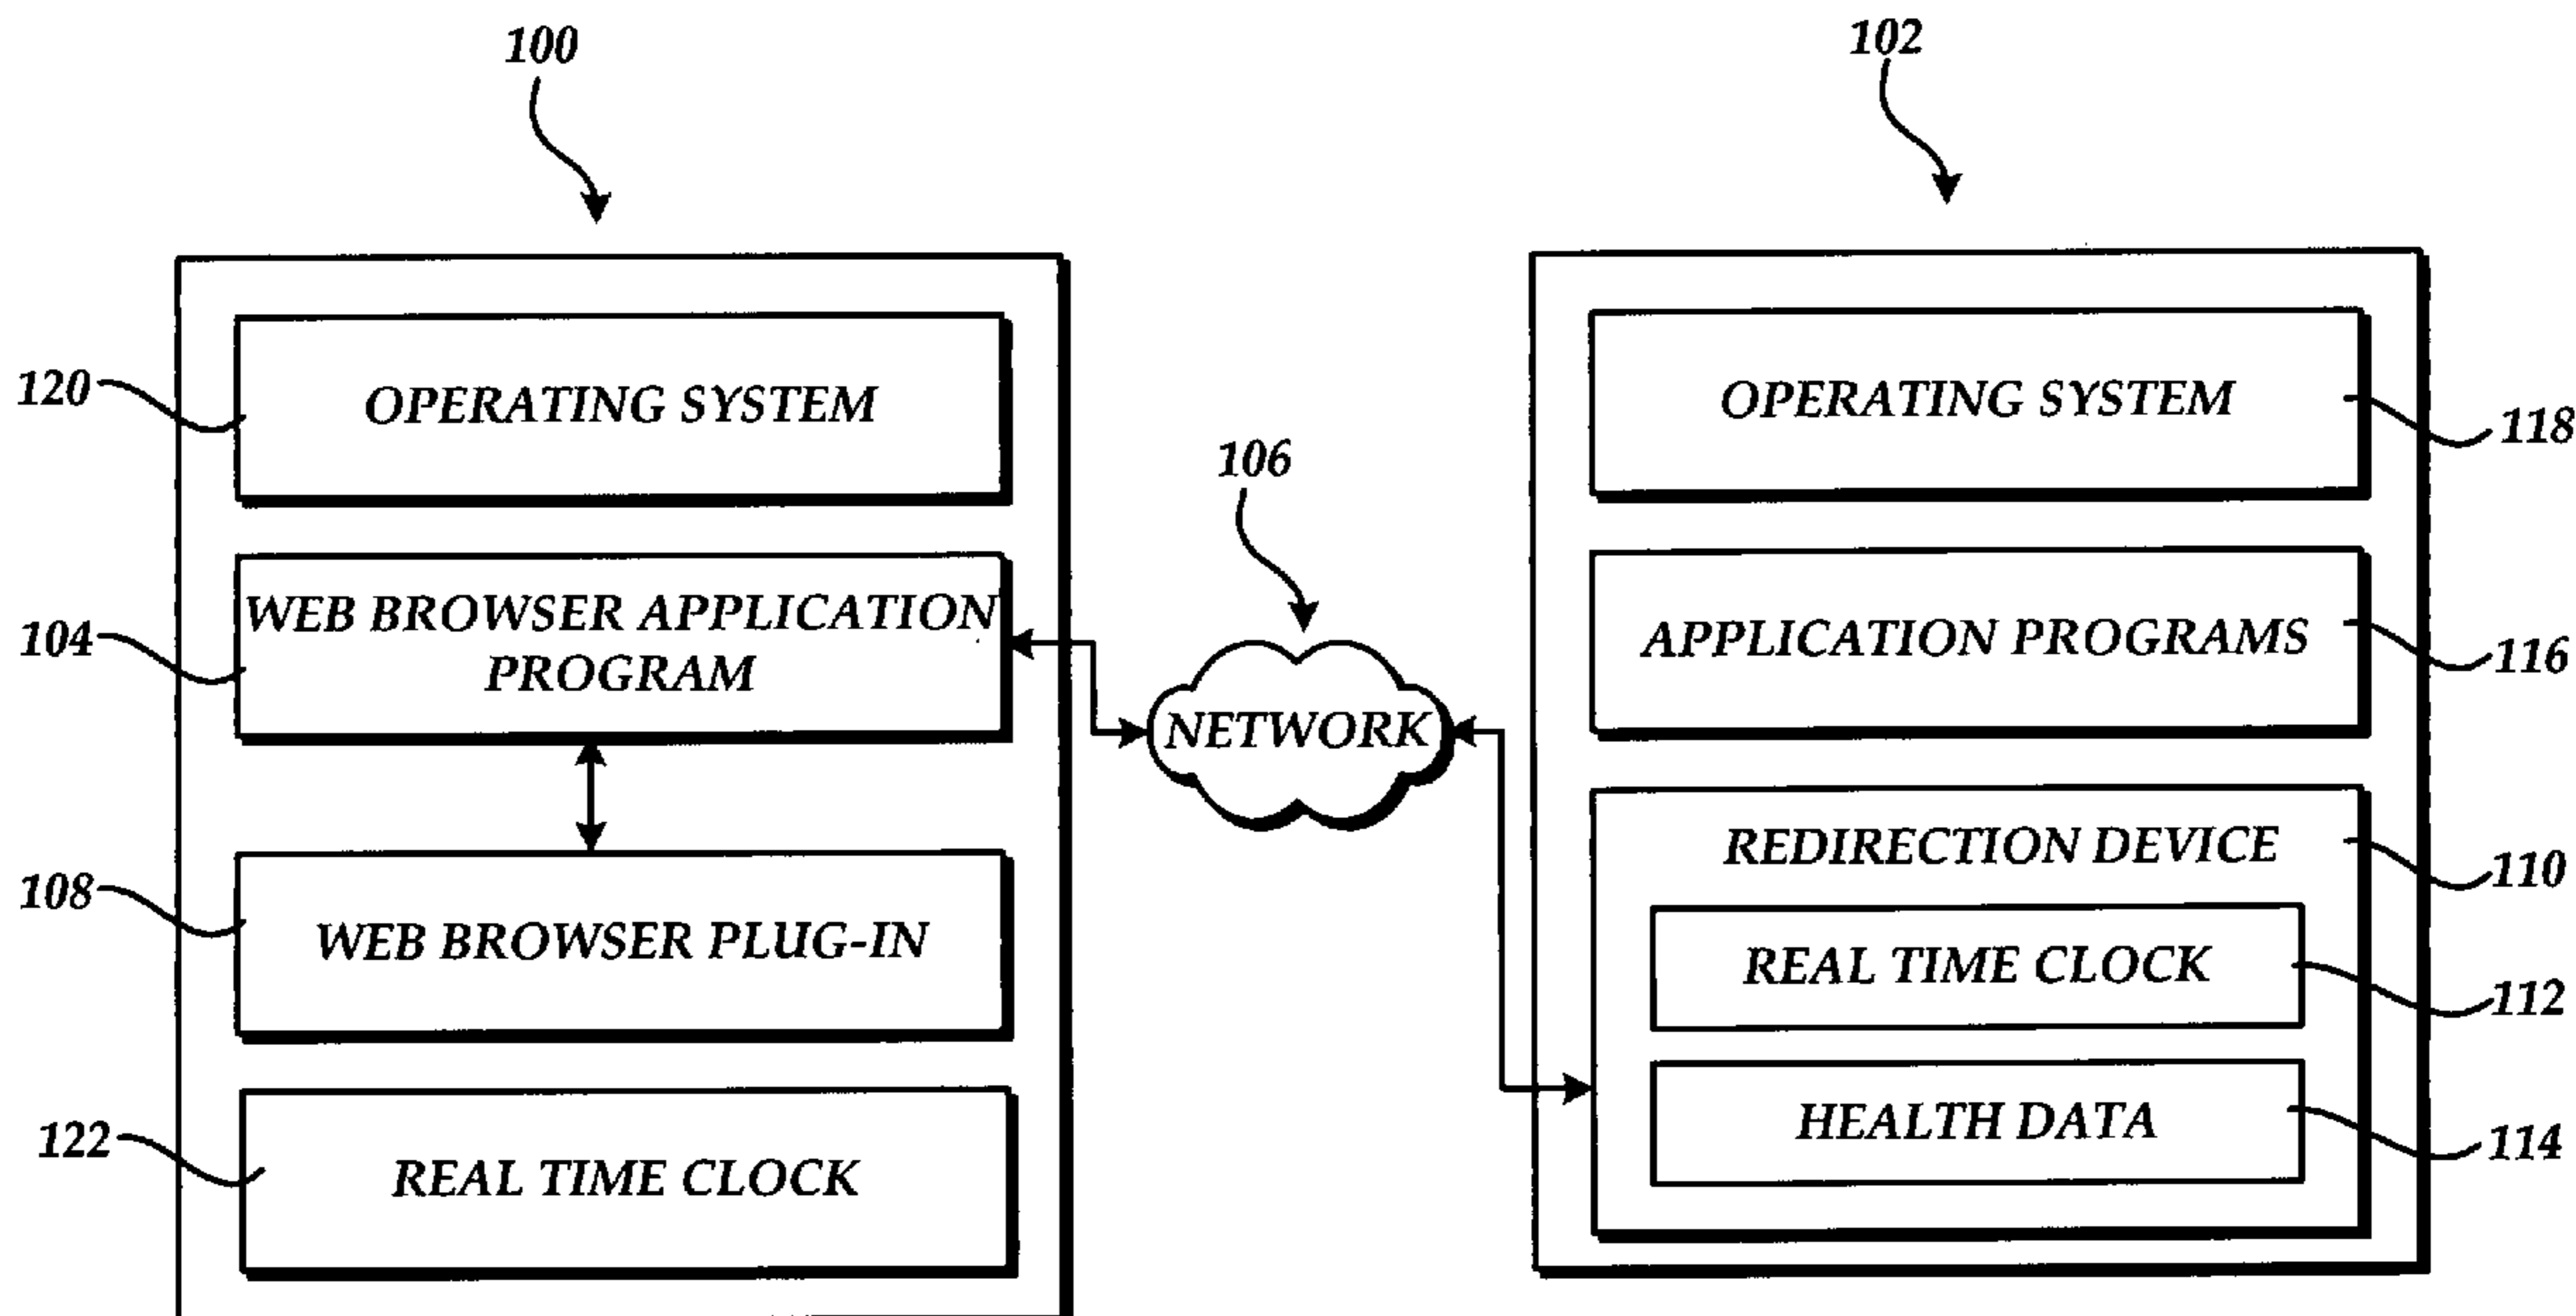 100
102
120
OPERATING SYSTEM
OPERATING SYSTEM
118
106
104
WEB BROWSER APPLICATION
PROGRAM
APPLICATION PROGRAMS
116
NETWORK
REDIRECTION DEVICE
110
108
WEB BROWSER PLUG-IN
REAL TIME CLOCK
112
122
REAL TIME CLOCK
HEALTH DATA
114